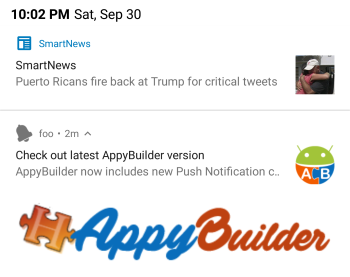 10:02 PM Sat, Sep 30
SmartNews
SmartNews
Puerto Ricans fire back at Trump for critical tweets
foo • 2m
Check out latest AppyBuilder version
AppyBuilder now includes new Push Notification c..
ACB
AppyBuilder